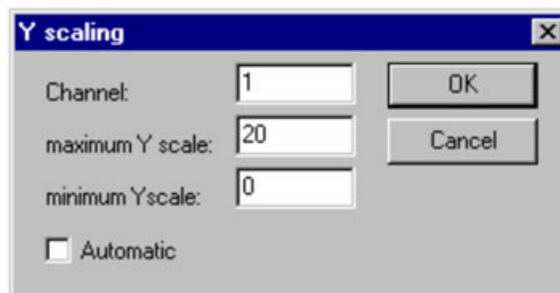 Y scaling
Channel: 1 OK
maximum Y scale: 20 Cancel
minimum Yscale: 0
Automatic